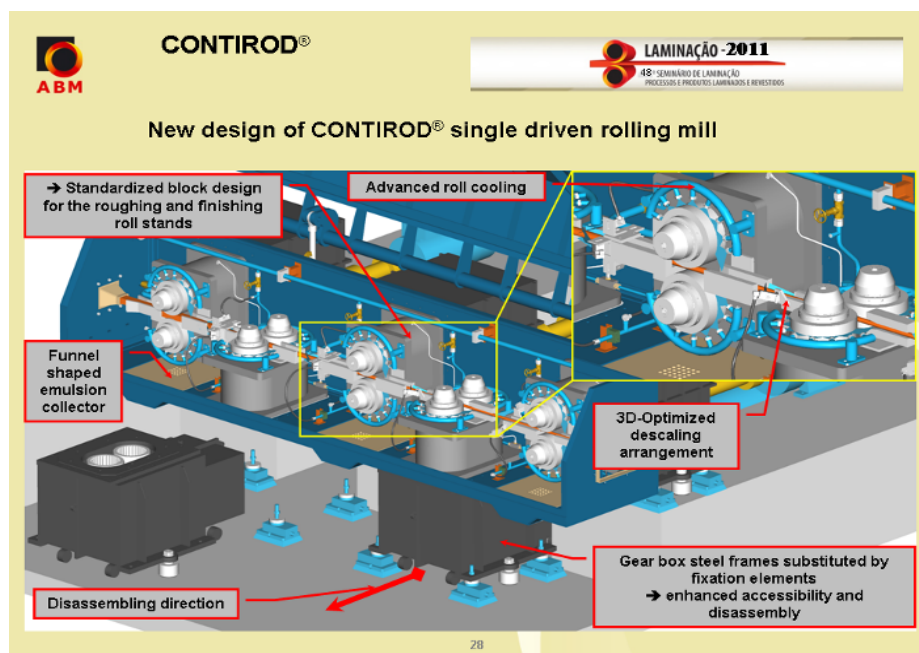 CONTIROD®
ABM
LAMINAÇÃO - 2011
48º SEMINÁRIO DE LAMINAÇÃO
PROCESSOS E PRODUTOS LAMINADOS E REVESTIDOS
New design of CONTIROD® single driven rolling mill
➔ Standardized block design
for the roughing and finishing
roll stands
Advanced roll cooling
Funnel
shaped
emulsion
collector
3D-Optimized
descaling
arrangement
Gear box steel frames substituted by
fixation elements
➔ enhanced accessibility and
disassembly
Disassembling direction
28